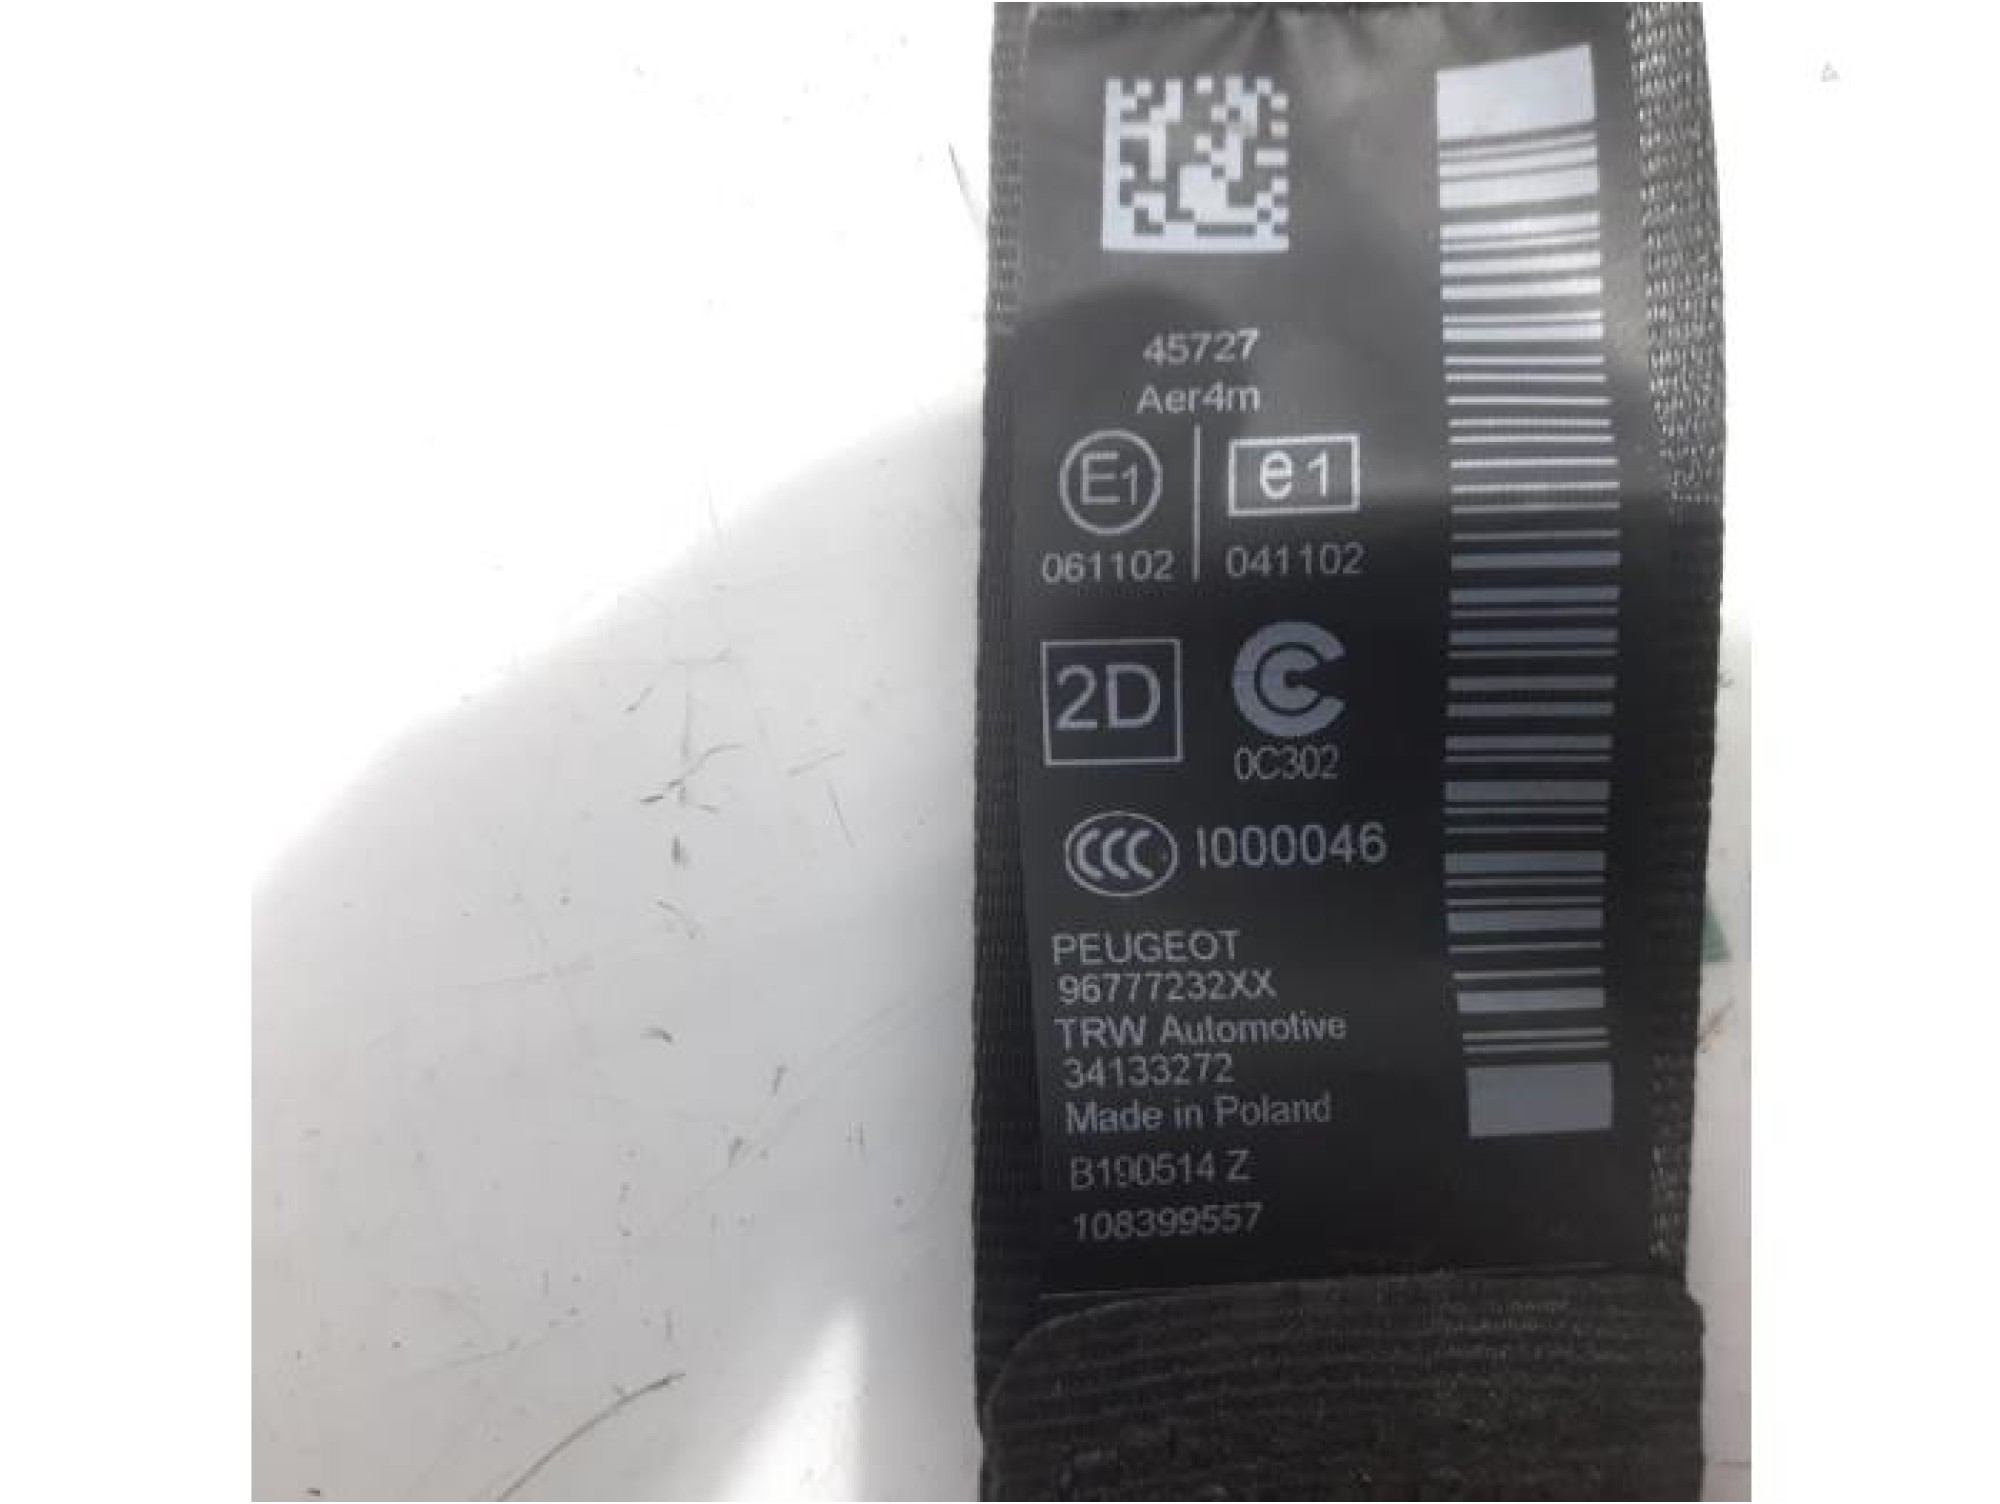 45727
Aer4m
E1 e1
061102 041102
2D
0C302
CCC I000046
PEUGEOT
96777232XX
TRW Automotive
34133272
Made in Poland
B190514 Z
108399557